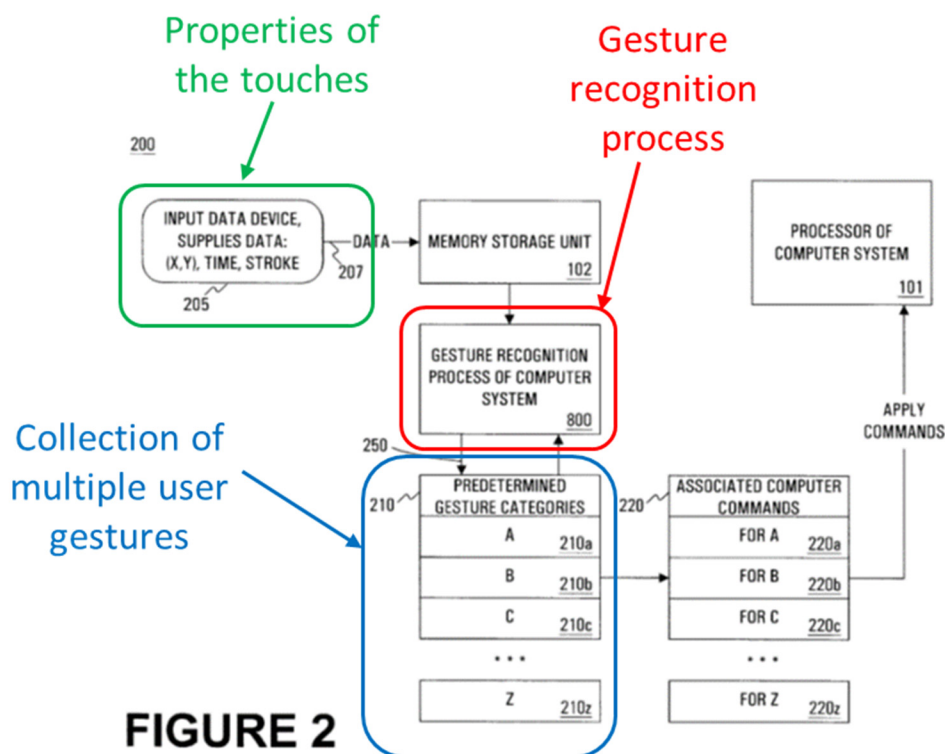 Properties of
the touches
Gesture
recognition
process
200
INPUT DATA DEVICE,
SUPPLIES DATA:
(X,Y), TIME, STROKE
205
207
DATA
MEMORY STORAGE UNIT
102
PROCESSOR OF
COMPUTER SYSTEM
101
GESTURE RECOGNITION
PROCESS OF COMPUTER
SYSTEM
800
APPLY
COMMANDS
Collection of
multiple user
gestures
250
210
PREDETERMINED
GESTURE CATEGORIES
A 210a
B 210b
C 210c
• • •
Z 210z
220
ASSOCIATED COMPUTER
COMMANDS
FOR A 220a
FOR B 220b
FOR C 220c
• • •
FOR Z 220z
FIGURE 2